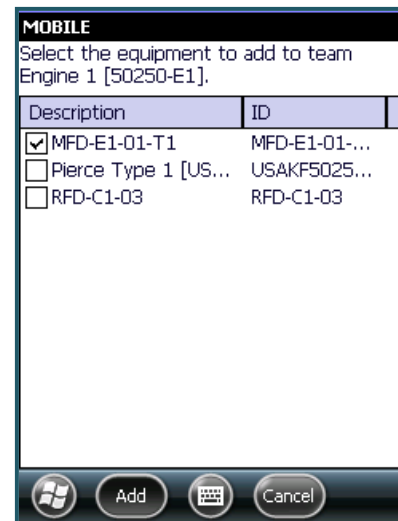 MOBILE
Select the equipment to add to team
Engine 1 [50250-E1].
Description ID
MFD-E1-01-T1 MFD-E1-01-...
Pierce Type 1 [US... USAKF5025...
RFD-C1-03 RFD-C1-03
Add Cancel